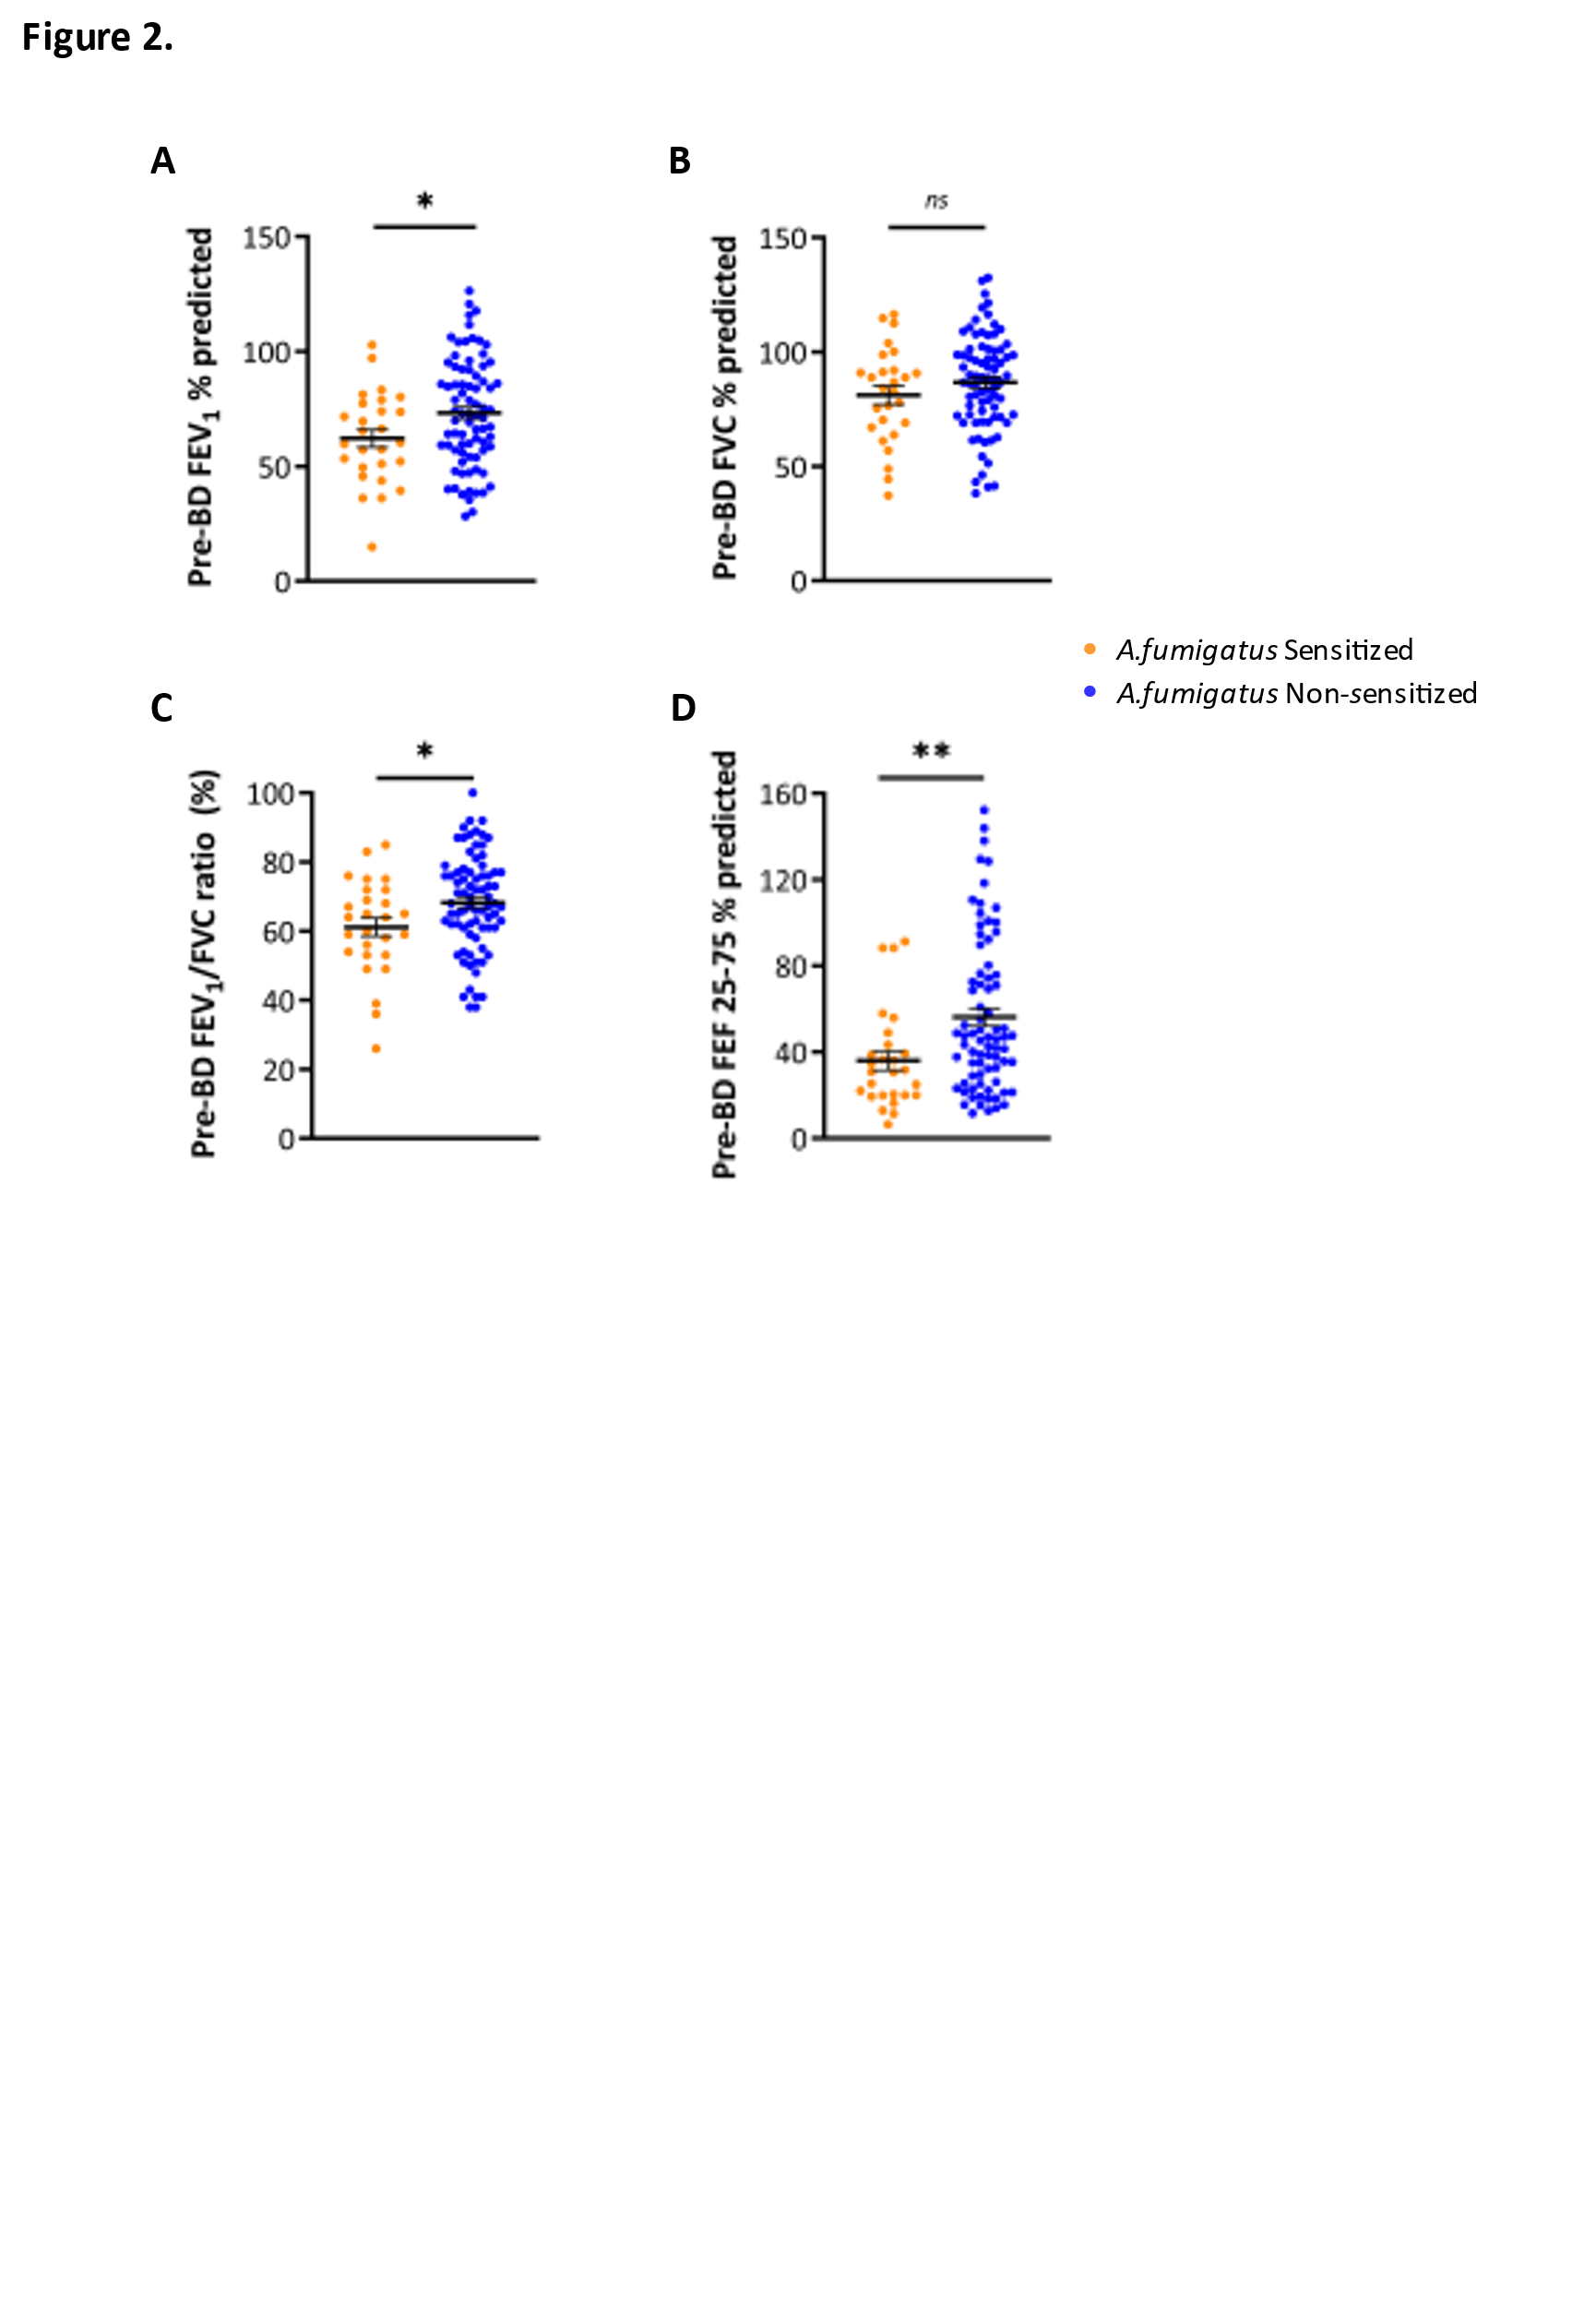 Figure 2.
A
*
Pre-BD FEV1 % predicted
150
100
50
0
B
ns
Pre-BD FVC % predicted
150
100
50
0
A.fumigatus Sensitized
A.fumigatus Non-sensitized
C
*
Pre-BD FEV1/FVC ratio (%)
100
80
60
40
20
0
D
**
Pre-BD FEF 25-75 % predicted
160
120
80
40
0